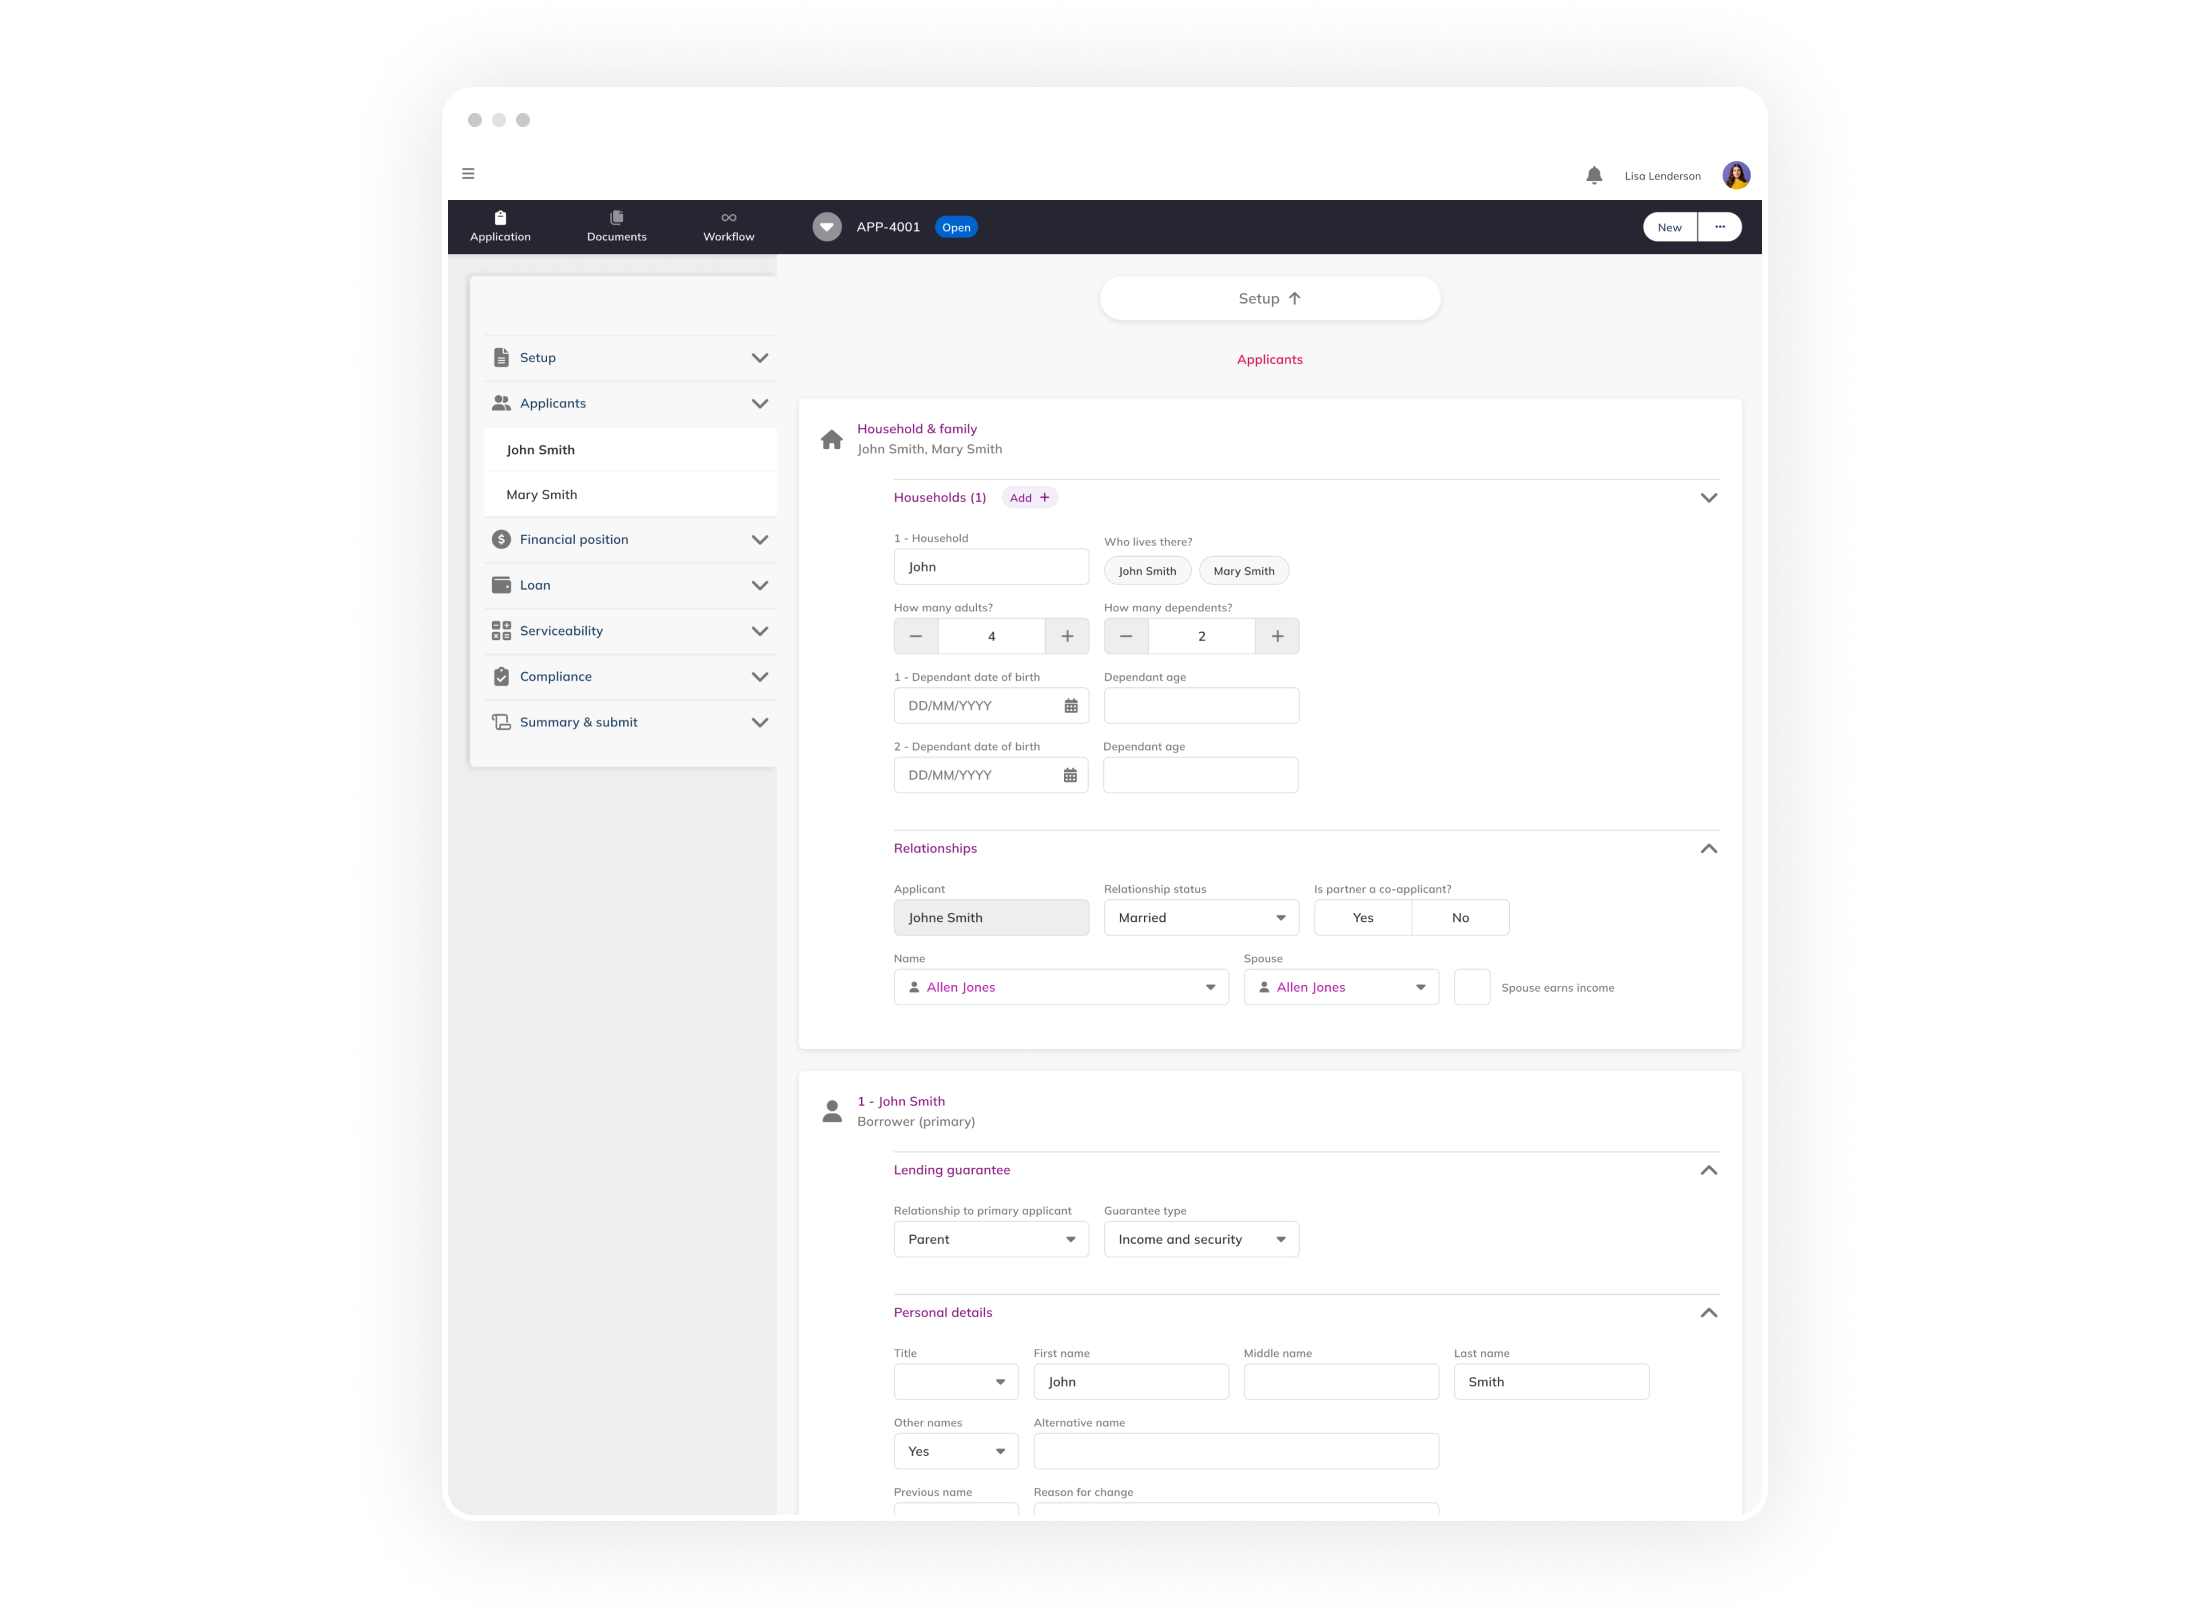 Lisa Lenderson
Application Documents Workflow APP-4001 Open New ...
Setup
Applicants
Setup
Applicants
John Smith
Mary Smith
Financial position
Loan
Serviceability
Compliance
Summary & submit
Household & family
John Smith, Mary Smith
Households (1) Add +
1 - Household Who lives there?
John John Smith Mary Smith
How many adults? How many dependents?
4 2
1 - Dependant date of birth Dependant age
DD/MM/YYYY
2 - Dependant date of birth Dependant age
DD/MM/YYYY
Relationships
Applicant Relationship status Is partner a co-applicant?
Johne Smith Married Yes No
Name Spouse
Allen Jones Allen Jones Spouse earns income
1 - John Smith
Borrower (primary)
Lending guarantee
Relationship to primary applicant Guarantee type
Parent Income and security
Personal details
Title First name Middle name Last name
John Smith
Other names Alternative name
Yes
Previous name Reason for change